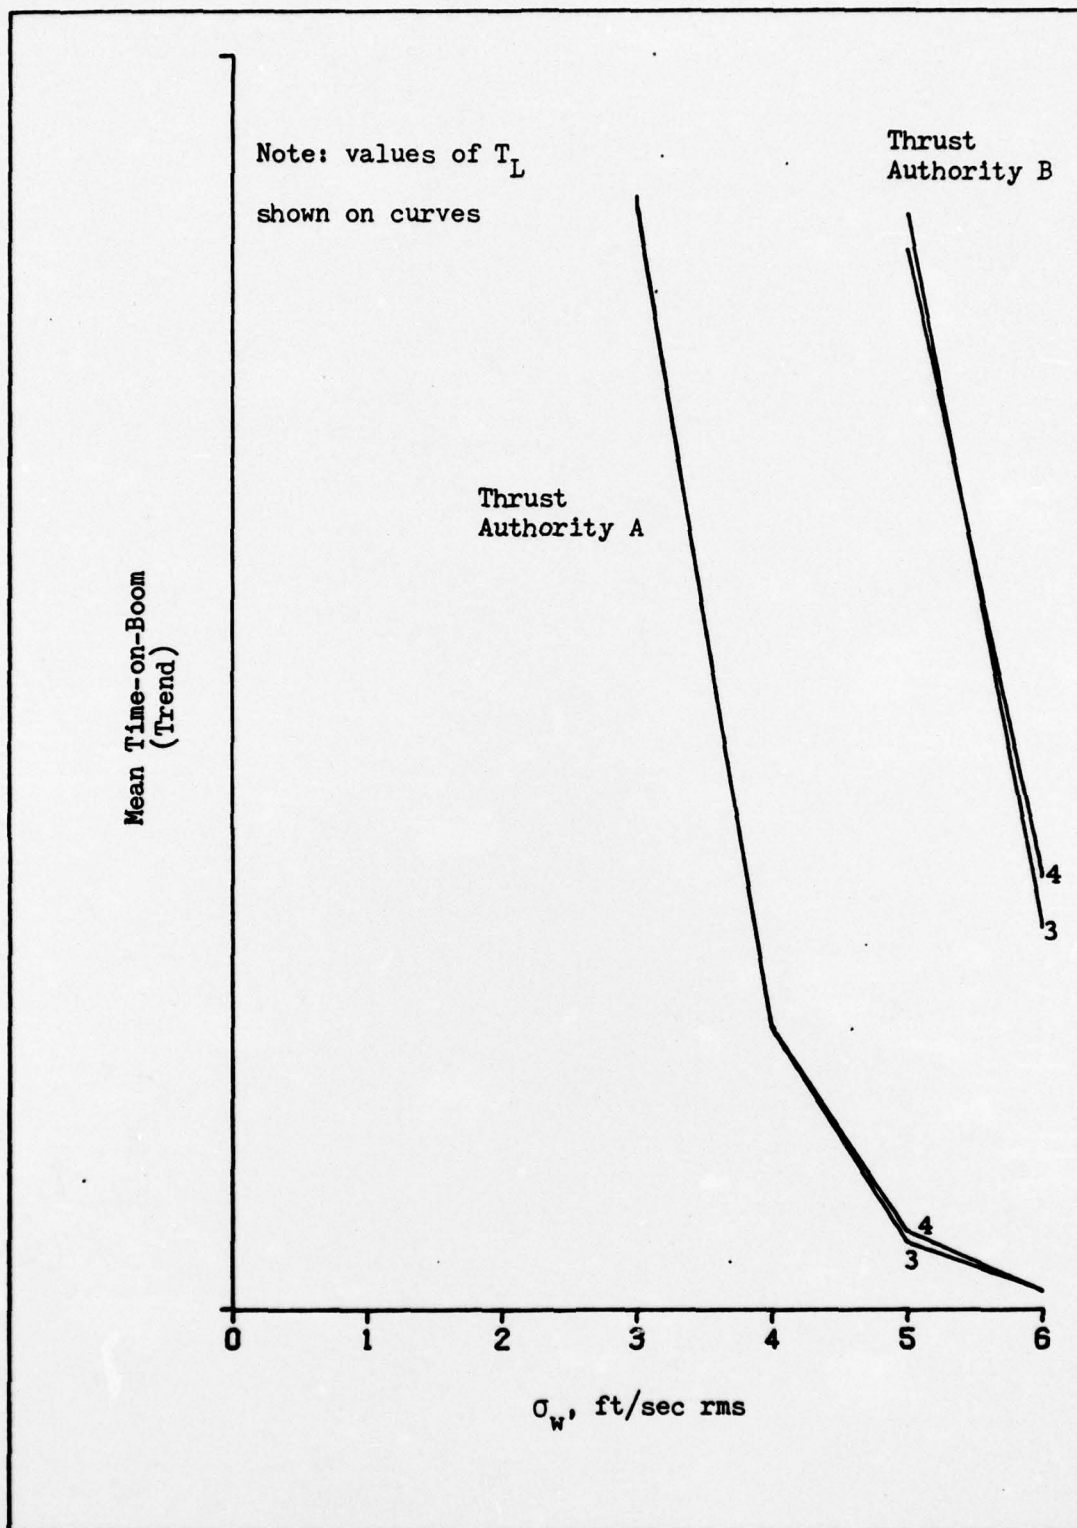 Note: values of T_L
shown on curves
Thrust
Authority B
Thrust
Authority A
Mean Time-on-Boom
(Trend)
4
3
4
3
0 1 2 3 4 5 6
σ_w, ft/sec rms